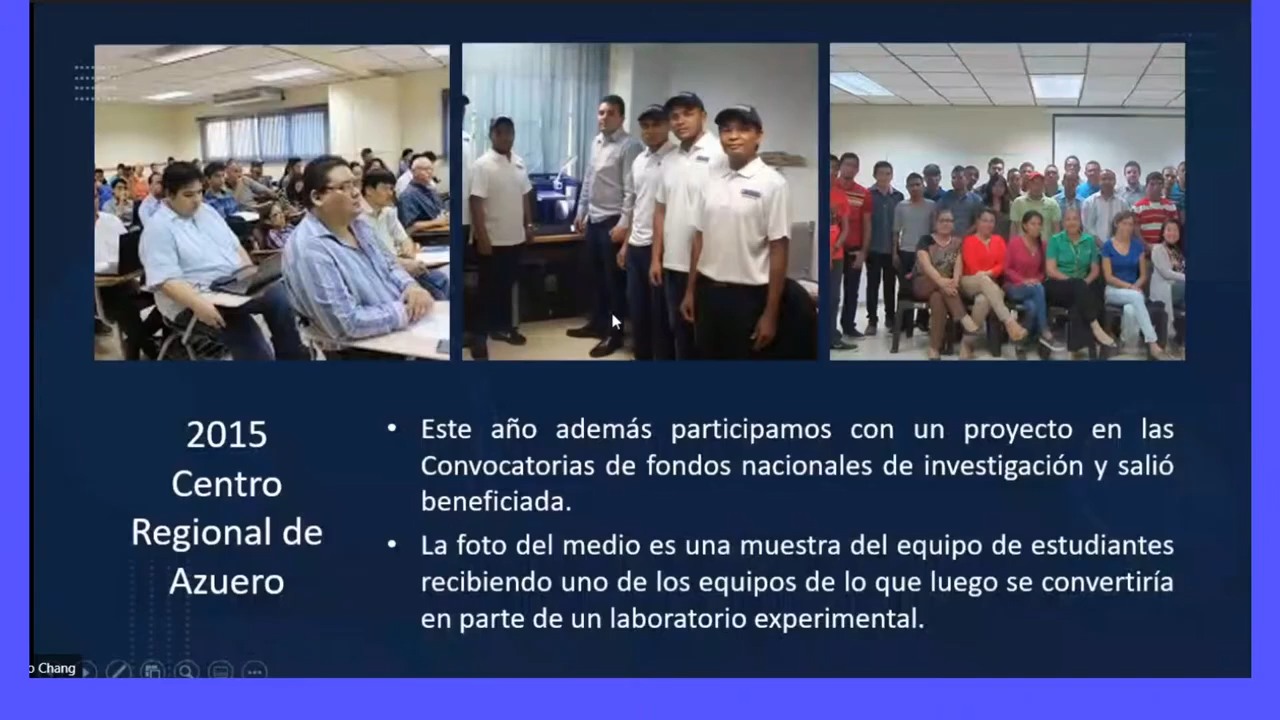 2015
Centro
Regional de
Azuero
• Este año además participamos con un proyecto en las
Convocatorias de fondos nacionales de investigación y salió
beneficiada.
• La foto del medio es una muestra del equipo de estudiantes
recibiendo uno de los equipos de lo que luego se convertiría
en parte de un laboratorio experimental.
o Chang